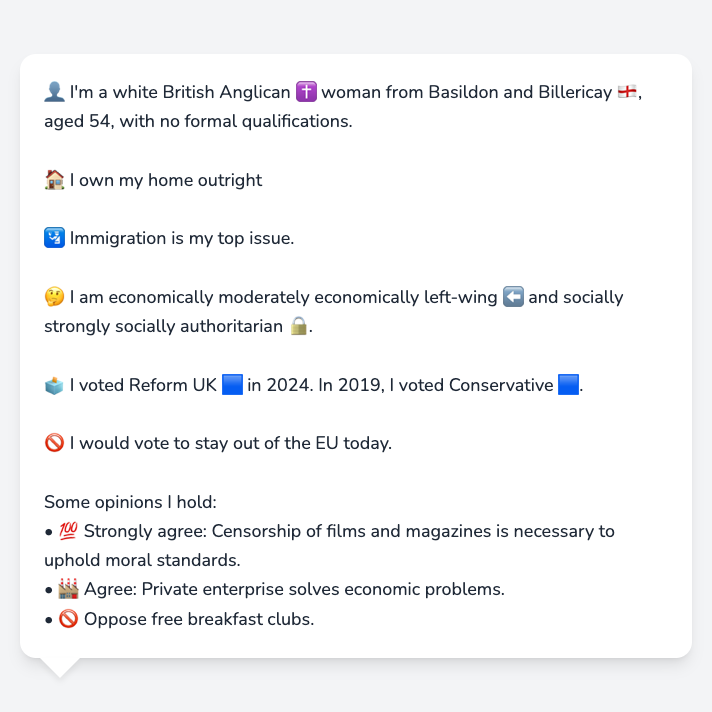 👤 I'm a white British Anglican ✝️ woman from Basildon and Billericay 🏴󠁧󠁢󠁥󠁮󠁧󠁿,
aged 54, with no formal qualifications.
🏠 I own my home outright
🛂 Immigration is my top issue.
🤔 I am economically moderately economically left-wing ⬅️ and socially
strongly socially authoritarian 🔒.
🗳️ I voted Reform UK 🟦 in 2024. In 2019, I voted Conservative 🟦.
🚫 I would vote to stay out of the EU today.
Some opinions I hold:
• 💯 Strongly agree: Censorship of films and magazines is necessary to
uphold moral standards.
• 🏭 Agree: Private enterprise solves economic problems.
• 🚫 Oppose free breakfast clubs.